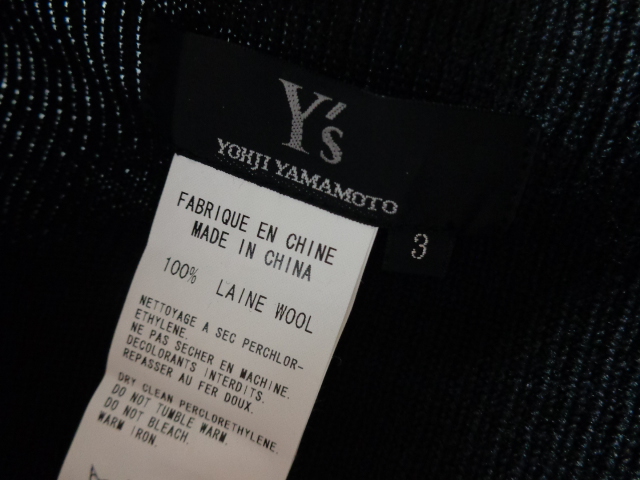 Y's
YOHJI YAMAMOTO
3
FABRIQUE EN CHINE
MADE IN CHINA
100% LAINE WOOL
NETTOYAGE A SEC PERCHLOR-
ETHYLENE.
NE PAS SECHER EN MACHINE.
DECOLORANTS INTERDITS.
REPASSER AU FER DOUX.
DRY CLEAN PERCLORETHYLENE.
DO NOT TUMBLE WARM.
DO NOT BLEACH.
WARM IRON.